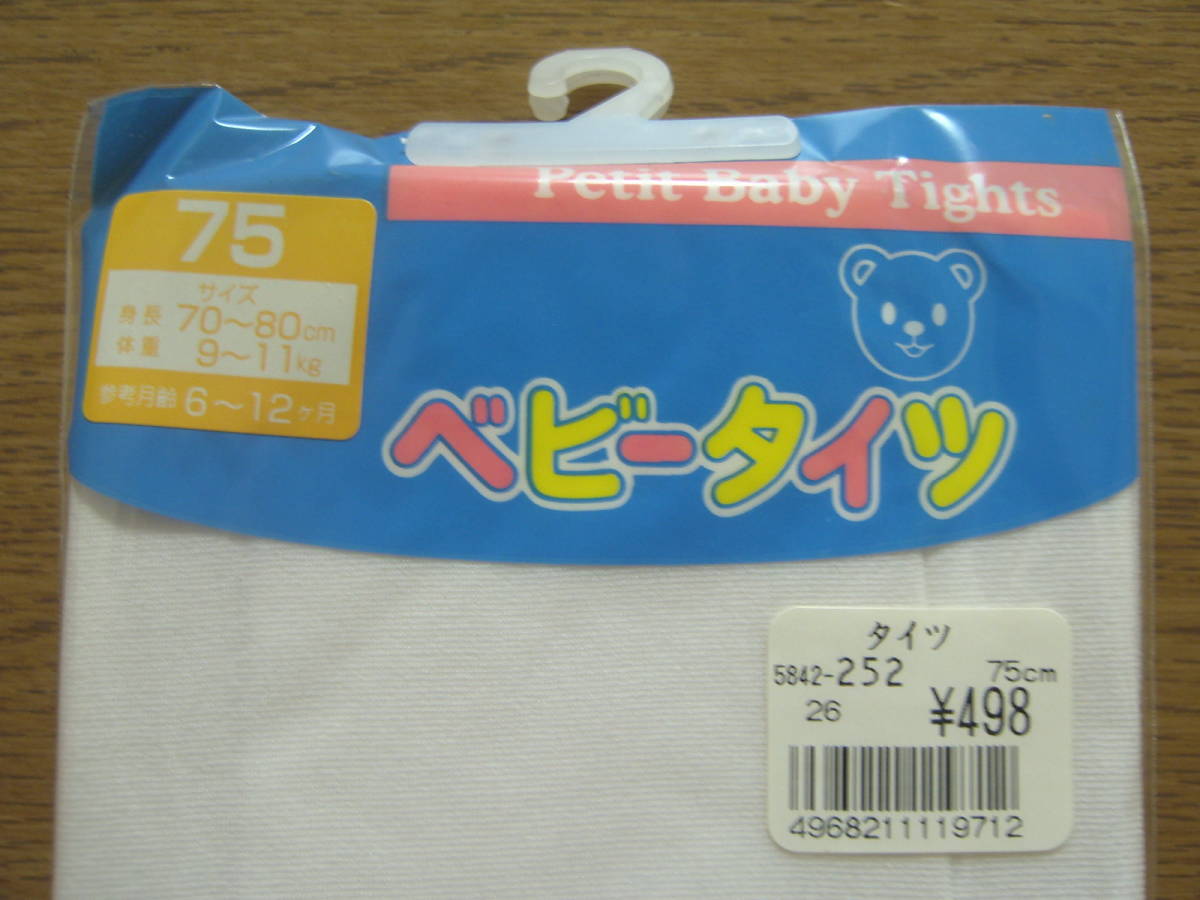 Petit Baby Tights
75
サイズ
身長 70～80cm
体重 9～11kg
参考月齢 6～12ヶ月
ベビータイツ
タイツ
5842-252 75cm
26 ¥498
4968211119712